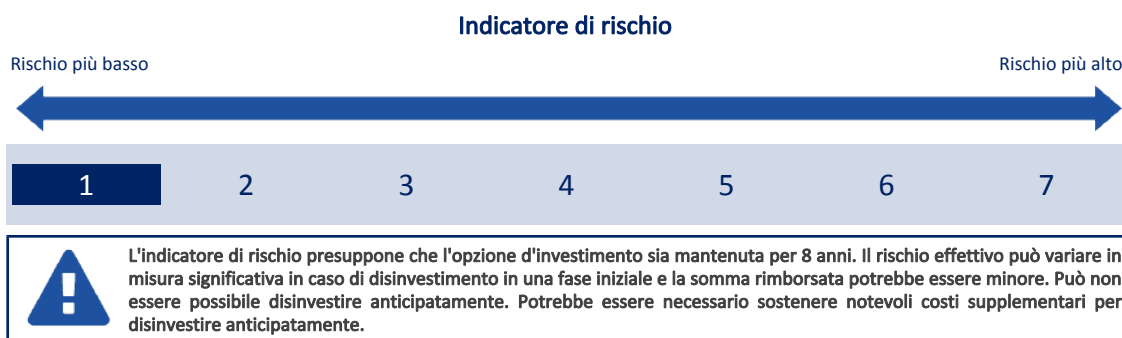 Indicatore di rischio
Rischio più basso
Rischio più alto
1 2 3 4 5 6 7
L'indicatore di rischio presuppone che l'opzione d'investimento sia mantenuta per 8 anni. Il rischio effettivo può variare in
misura significativa in caso di disinvestimento in una fase iniziale e la somma rimborsata potrebbe essere minore. Può non
essere possibile disinvestire anticipatamente. Potrebbe essere necessario sostenere notevoli costi supplementari per
disinvestire anticipatamente.